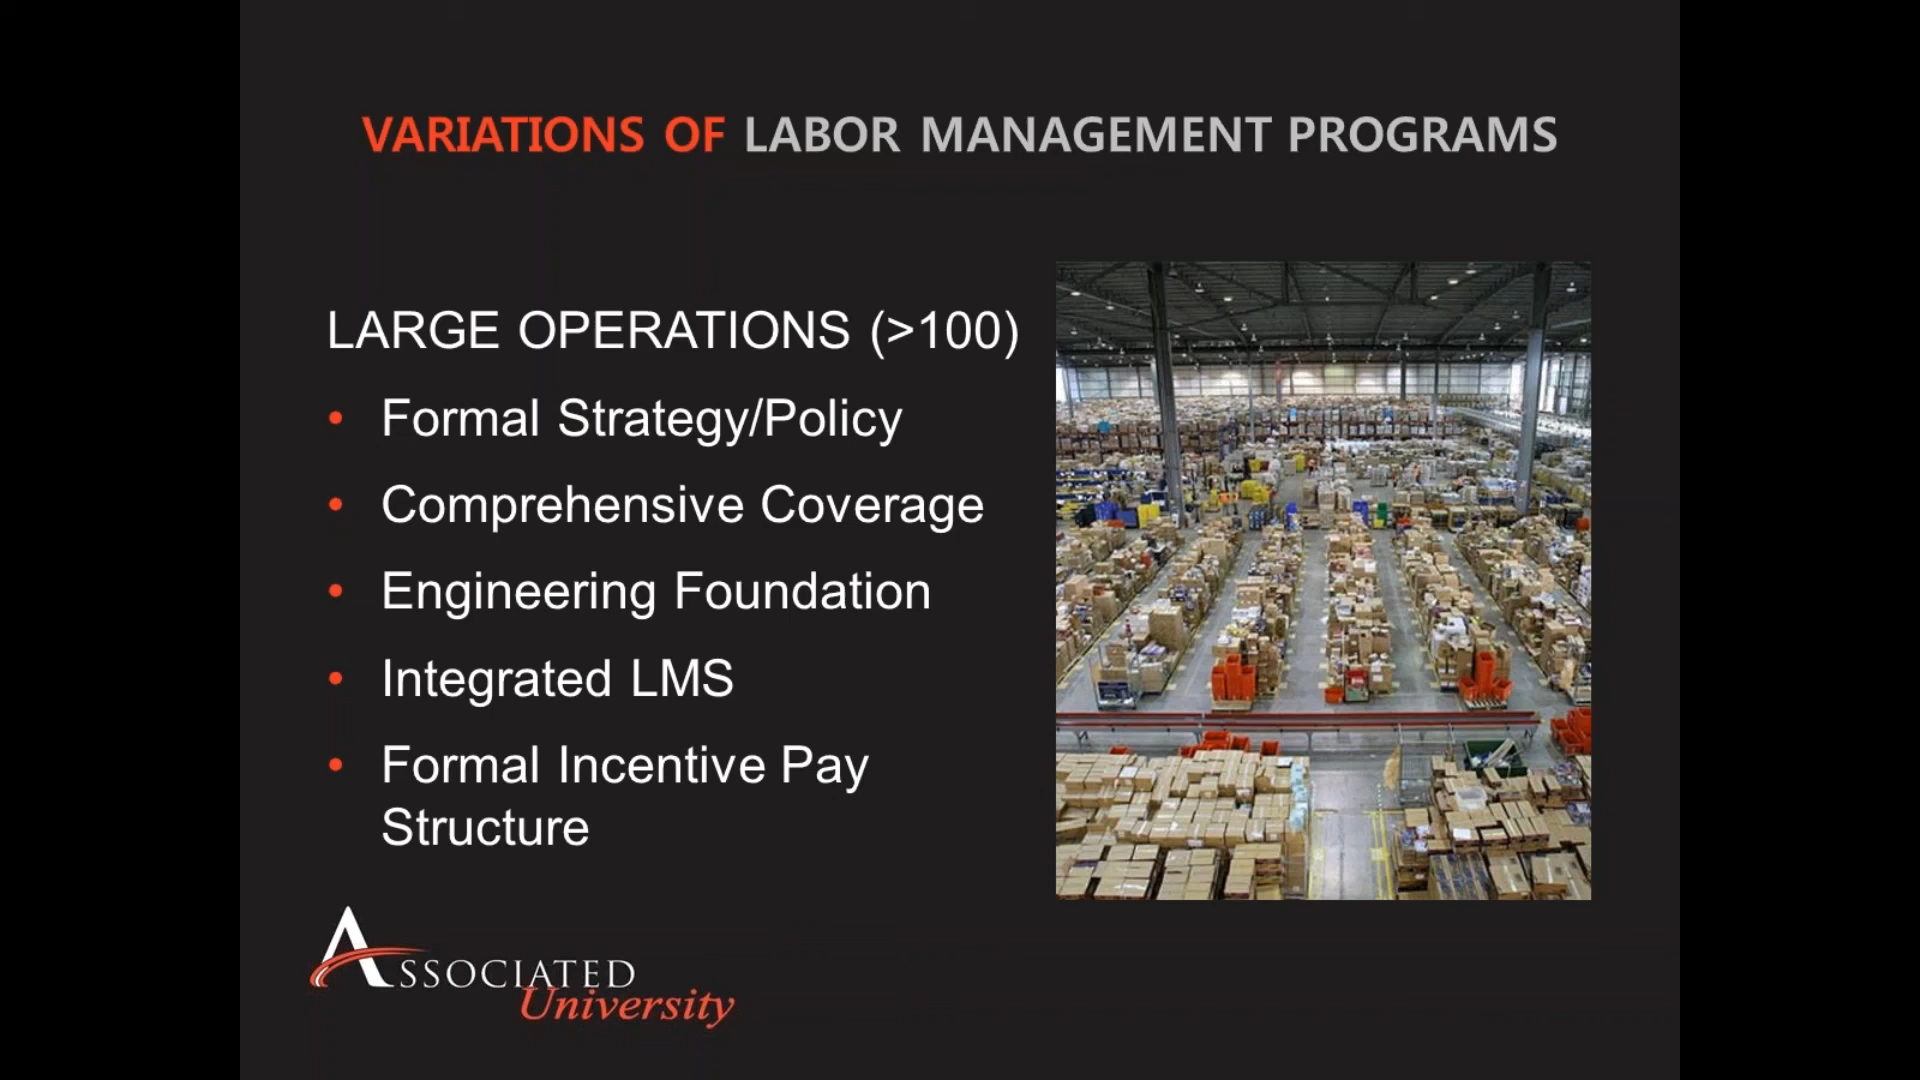 VARIATIONS OF LABOR MANAGEMENT PROGRAMS
LARGE OPERATIONS (>100)
• Formal Strategy/Policy
• Comprehensive Coverage
• Engineering Foundation
• Integrated LMS
• Formal Incentive Pay
Structure
ASSOCIATED
University